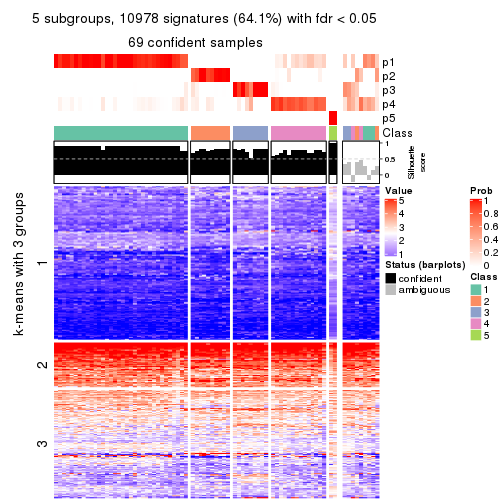 5 subgroups, 10978 signatures (64.1%) with fdr < 0.05
69 confident samples
p1
p2
p3
p4
p5
Class
1
0.5
0
Silhouette
score
k-means with 3 groups
1
2
3
Value
5
4
3
2
1
Status (barplots)
confident
ambiguous
Prob
1
0.8
0.6
0.4
0.2
0
Class
1
2
3
4
5